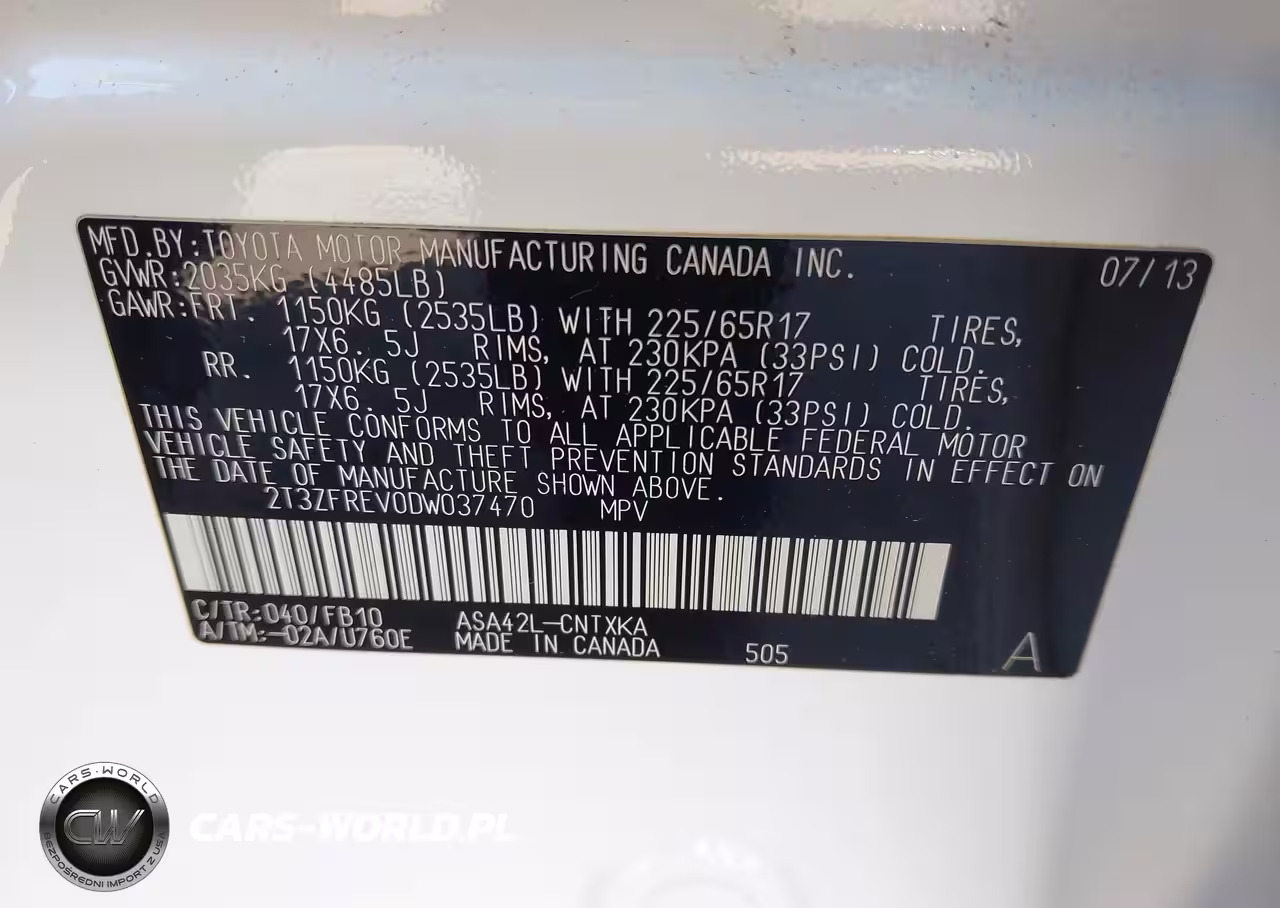 MFD.BY:TOYOTA MOTOR MANUFACTURING CANADA INC. 07/13
GVWR:2035KG (4485LB)
GAWR:FRT. 1150KG (2535LB) WITH 225/65R17 TIRES,
17X6.5J RIMS, AT 230KPA (33PSI) COLD.
RR. 1150KG (2535LB) WITH 225/65R17 TIRES,
17X6.5J RIMS, AT 230KPA (33PSI) COLD.
THIS VEHICLE CONFORMS TO ALL APPLICABLE FEDERAL MOTOR
VEHICLE SAFETY AND THEFT PREVENTION STANDARDS IN EFFECT ON
THE DATE OF MANUFACTURE SHOWN ABOVE.
2T3ZFREV0DW037470 MPV
C/TR:040/FB10 ASA42L-CNTXKA
A/TM:-02A/U760E MADE IN CANADA 505 A
CARS-WORLD
CW
BEZPOŚREDNI IMPORT Z USA
CARS-WORLD.PL